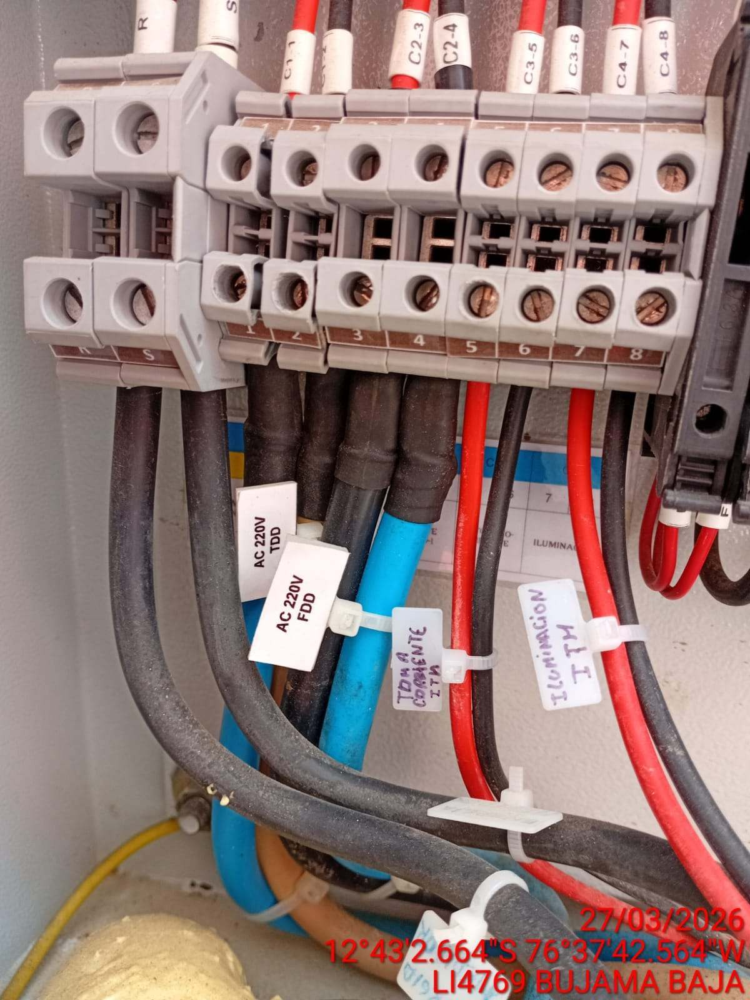 R
S
C1-1
C2-3
C2-4
C3-5
C3-6
C4-7
C4-8
1
2
3
4
5
6
7
8
R
S
7
ILUMINAC
F
AC 220V
TDD
AC 220V
FDD
TOMA
CORRIENTE
ITM
ILUMINACION
ITM
27/03/2026
12°43'2.664"S 76°37'42.564"W
LI4769 BUJAMA BAJA